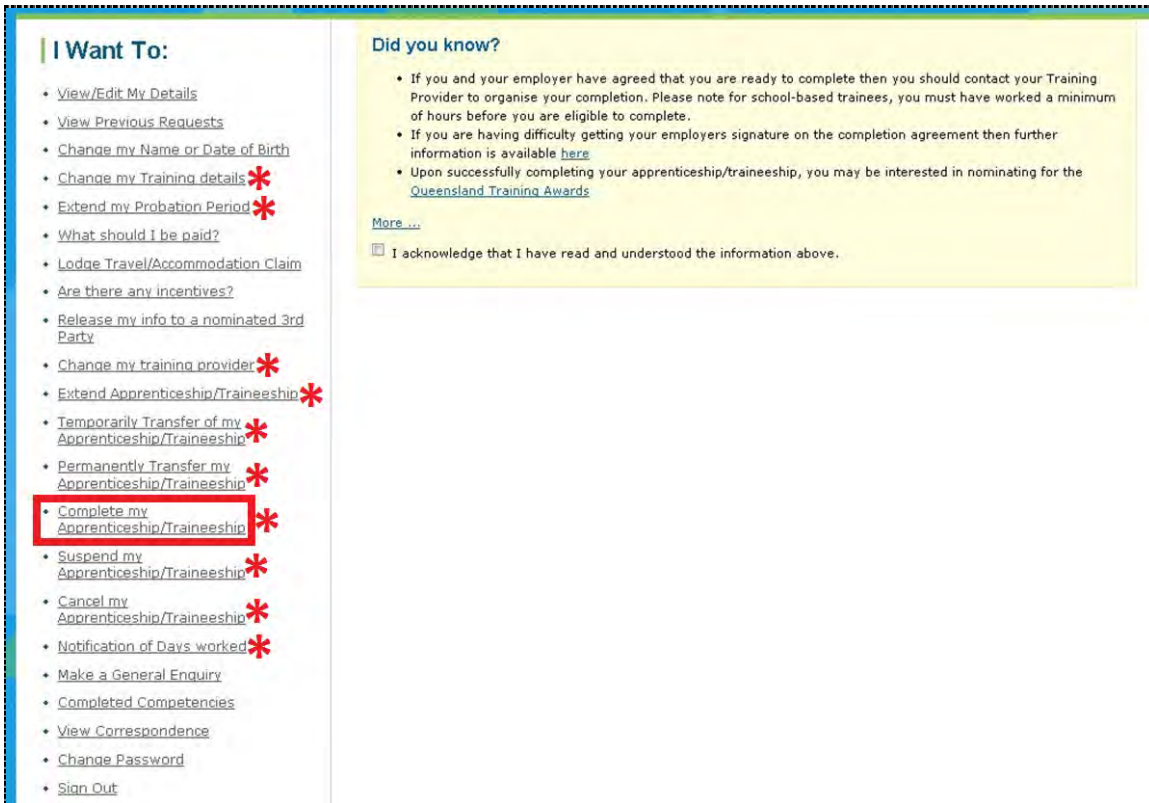 I Want To:
• View/Edit My Details
• View Previous Requests
• Change my Name or Date of Birth
• Change my Training details *
• Extend my Probation Period *
• What should I be paid?
• Lodge Travel/Accommodation Claim
• Are there any incentives?
• Release my info to a nominated 3rd
Party
• Change my training provider *
• Extend Apprenticeship/Traineeship *
• Temporarily Transfer of my
Apprenticeship/Traineeship *
• Permanently Transfer my
Apprenticeship/Traineeship *
• Complete my
Apprenticeship/Traineeship *
• Suspend my
Apprenticeship/Traineeship *
• Cancel my
Apprenticeship/Traineeship *
• Notification of Days worked *
• Make a General Enquiry
• Completed Competencies
• View Correspondence
• Change Password
• Sign Out
Did you know?
• If you and your employer have agreed that you are ready to complete then you should contact your Training
Provider to organise your completion. Please note for school-based trainees, you must have worked a minimum
of hours before you are eligible to complete.
• If you are having difficulty getting your employers signature on the completion agreement then further
information is available here
• Upon successfully completing your apprenticeship/traineeship, you may be interested in nominating for the
Queensland Training Awards
More ...
I acknowledge that I have read and understood the information above.